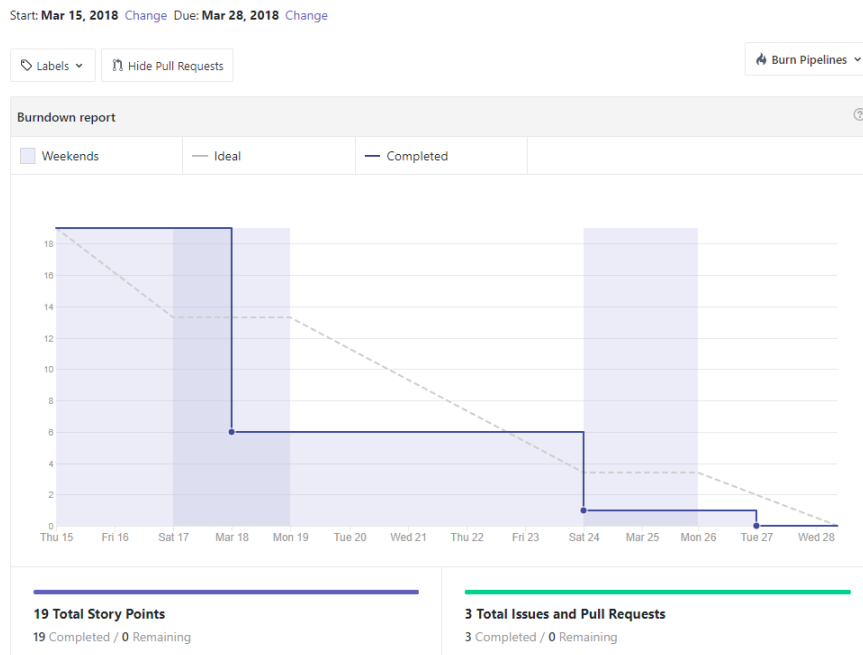 Start: Mar 15, 2018 Change Due: Mar 28, 2018 Change
Labels Hide Pull Requests Burn Pipelines
Burndown report
Weekends Ideal Completed
18
16
14
12
10
8
6
4
2
0
Thu 15 Fri 16 Sat 17 Mar 18 Mon 19 Tue 20 Wed 21 Thu 22 Fri 23 Sat 24 Mar 25 Mon 26 Tue 27 Wed 28
19 Total Story Points 3 Total Issues and Pull Requests
19 Completed / 0 Remaining 3 Completed / 0 Remaining